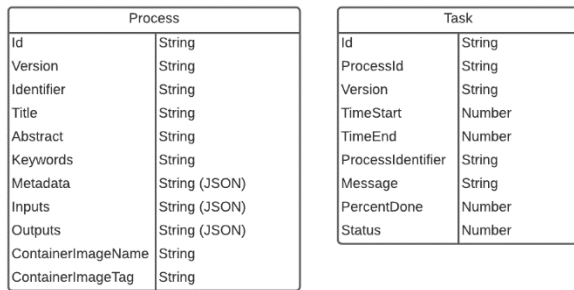 Process
Id String
Version String
Identifier String
Title String
Abstract String
Keywords String
Metadata String (JSON)
Inputs String (JSON)
Outputs String (JSON)
ContainerImageName String
ContainerImageTag String
Task
Id String
ProcessId String
Version String
TimeStart Number
TimeEnd Number
ProcessIdentifier String
Message String
PercentDone Number
Status Number